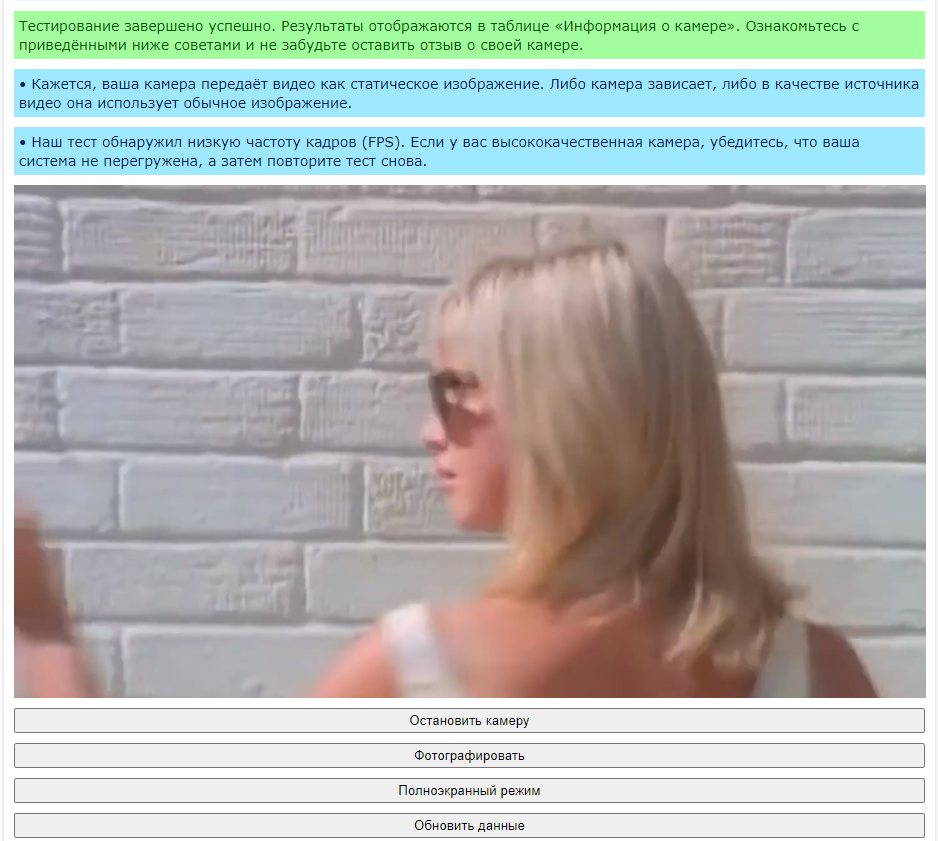 Тестирование завершено успешно. Результаты отображаются в таблице «Информация о камере». Ознакомьтесь с
приведёнными ниже советами и не забудьте оставить отзыв о своей камере.
• Кажется, ваша камера передаёт видео как статическое изображение. Либо камера зависает, либо в качестве источника
видео она использует обычное изображение.
• Наш тест обнаружил низкую частоту кадров (FPS). Если у вас высококачественная камера, убедитесь, что ваша
система не перегружена, а затем повторите тест снова.
Остановить камеру
Фотографировать
Полноэкранный режим
Обновить данные